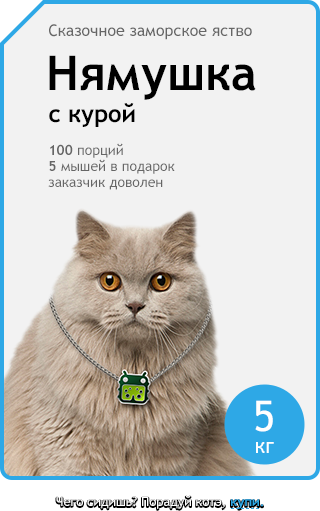 Сказочное заморское яство
Нямушка
с курой
100 порций
5 мышей в подарок
заказчик доволен
5
кг
Чего сидишь? Порадуй котэ, купи.